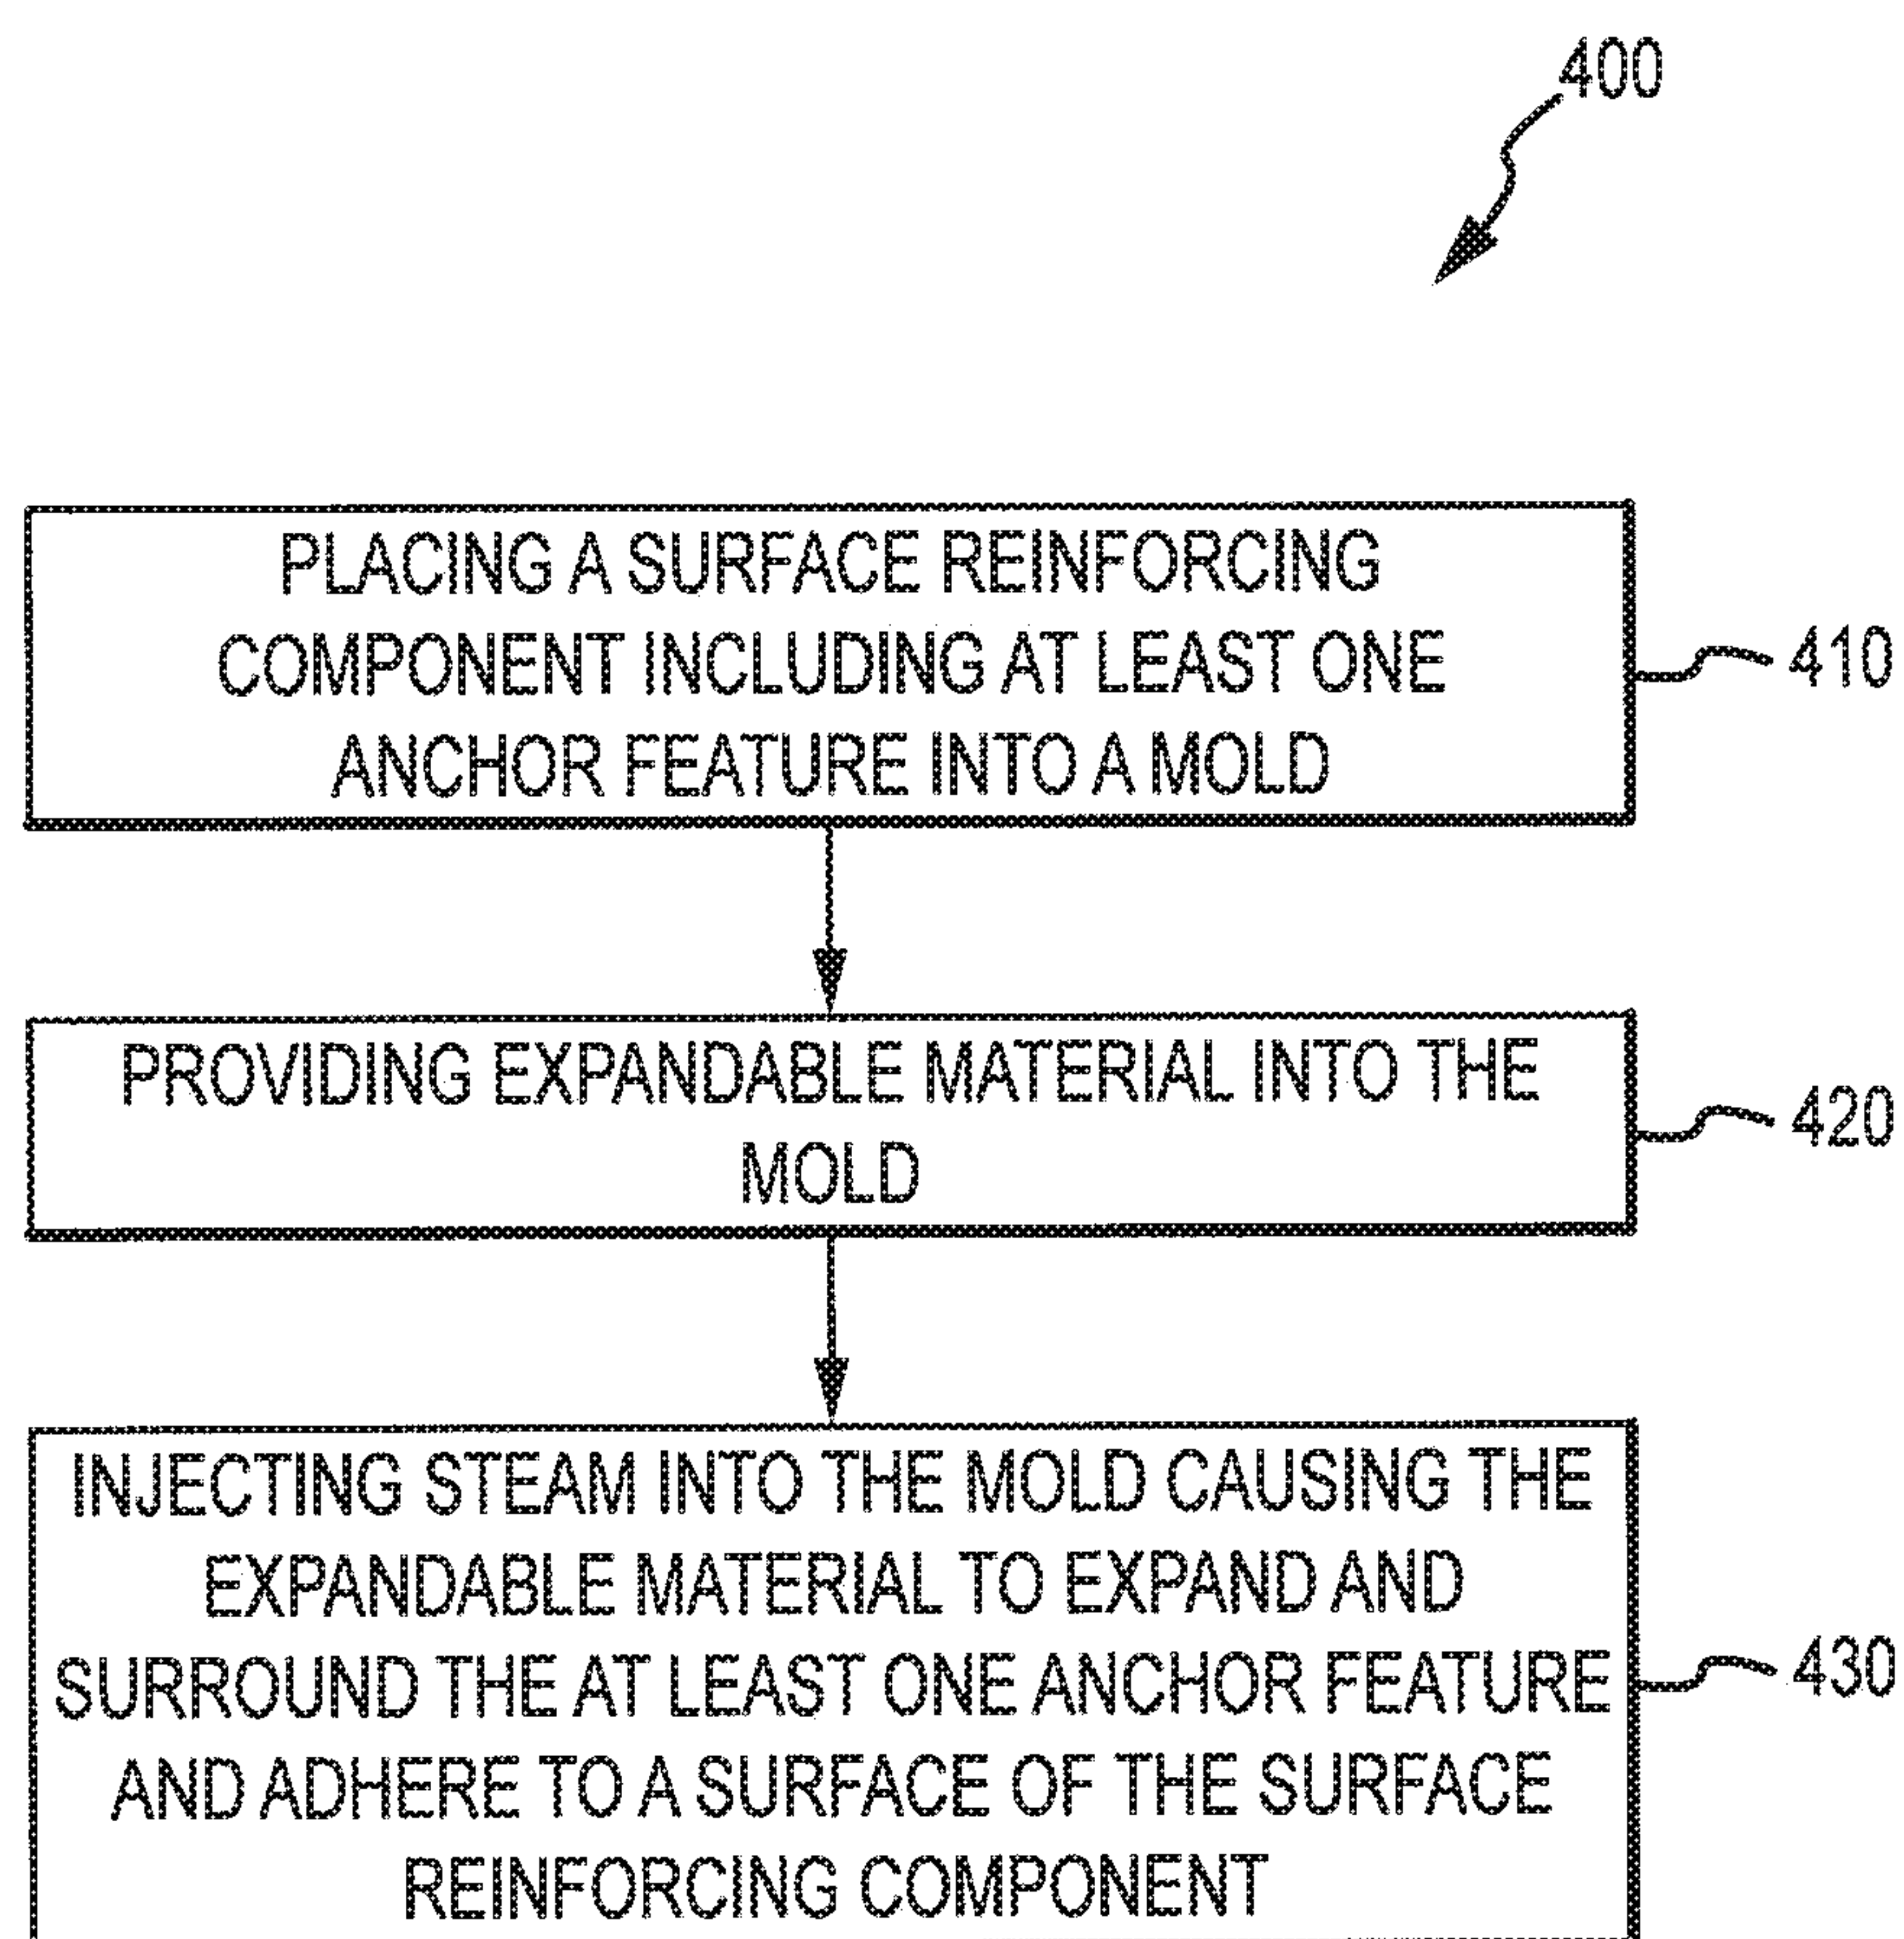 400
PLACING A SURFACE REINFORCING
COMPONENT INCLUDING AT LEAST ONE
ANCHOR FEATURE INTO A MOLD
410
PROVIDING EXPANDABLE MATERIAL INTO THE
MOLD
420
INJECTING STEAM INTO THE MOLD CAUSING THE
EXPANDABLE MATERIAL TO EXPAND AND
SURROUND THE AT LEAST ONE ANCHOR FEATURE
AND ADHERE TO A SURFACE OF THE SURFACE
REINFORCING COMPONENT
430